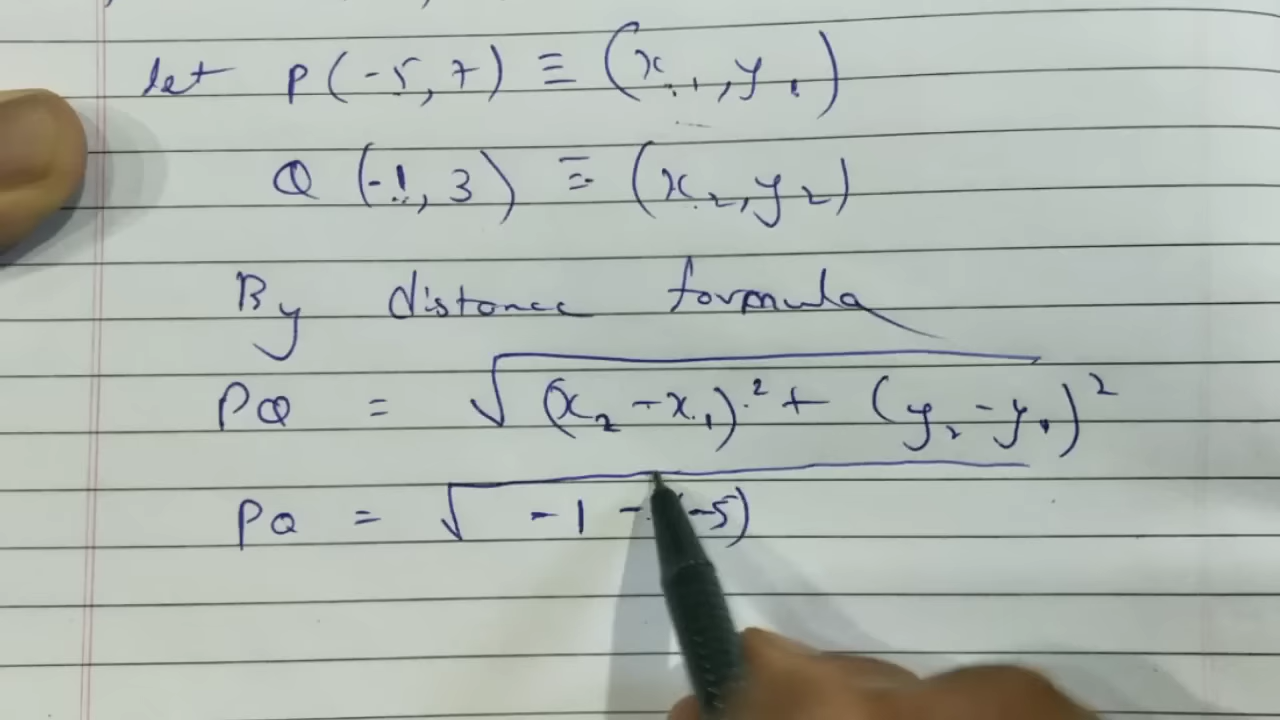 let P(-5, 7) ≡ (x₁, y₁)
Q (-1, 3) ≡ (x₂, y₂)
By distance formula
PQ = √(x₂ - x₁)² + (y₂ - y₁)²
PQ = √ -1 - (-5)